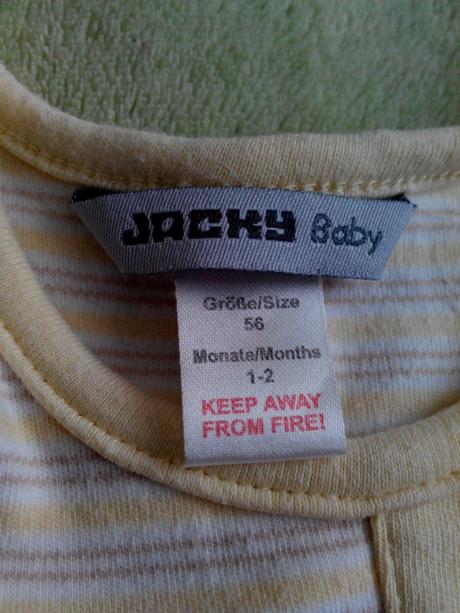 JACKY Baby
Größe/Size
56
Monate/Months
1-2
KEEP AWAY
FROM FIRE!